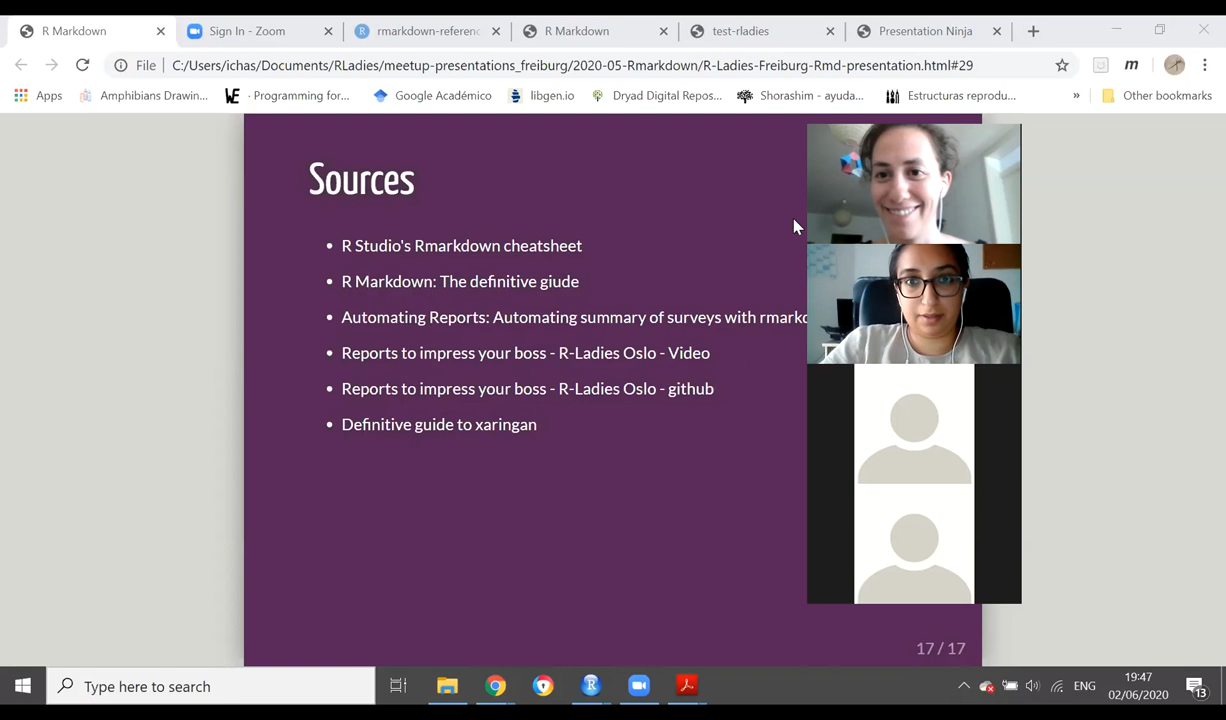 R Markdown
Sign In - Zoom
rmarkdown-referenc
R Markdown
test-rladies
Presentation Ninja
File
C:/Users/ichas/Documents/RLadies/meetup-presentations_freiburg/2020-05-Rmarkdown/R-Ladies-Freiburg-Rmd-presentation.html#29
m
Apps
Amphibians Drawin...
WE
· Programming for...
Google Académico
libgen.io
Dryad Digital Repos...
Shorashim - ayuda...
Estructuras reprodu...
»
Other bookmarks
Sources
• R Studio's Rmarkdown cheatsheet
• R Markdown: The definitive giude
• Automating Reports: Automating summary of surveys with rmarkd
• Reports to impress your boss - R-Ladies Oslo - Video
• Reports to impress your boss - R-Ladies Oslo - github
• Definitive guide to xaringan
17 / 17
Type here to search
R
ENG
19:47
02/06/2020
13